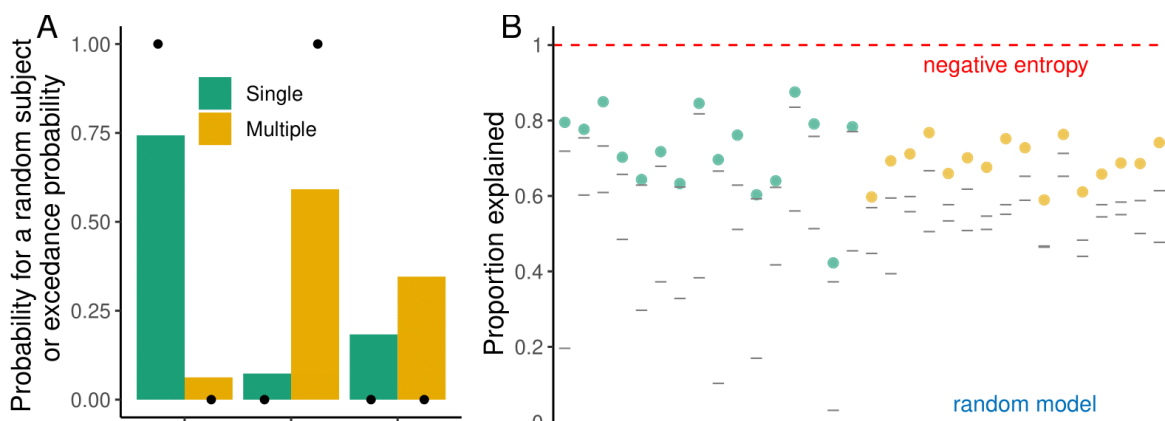 A
Probability for a random subject
or excedance probability
1.00
0.75
0.50
0.25
0.00
Single
Multiple
B
Proportion explained
1
0.8
0.6
0.4
0.2
0
negative entropy
random model